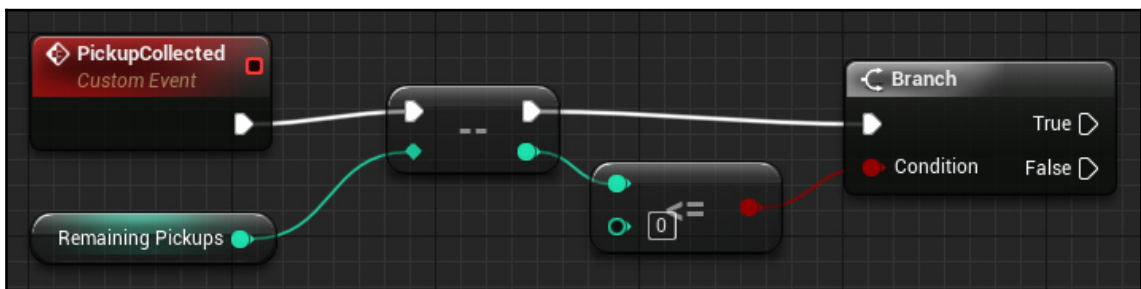 PickupCollected
Custom Event
Remaining Pickups
--
<=
0
Branch
True
Condition
False